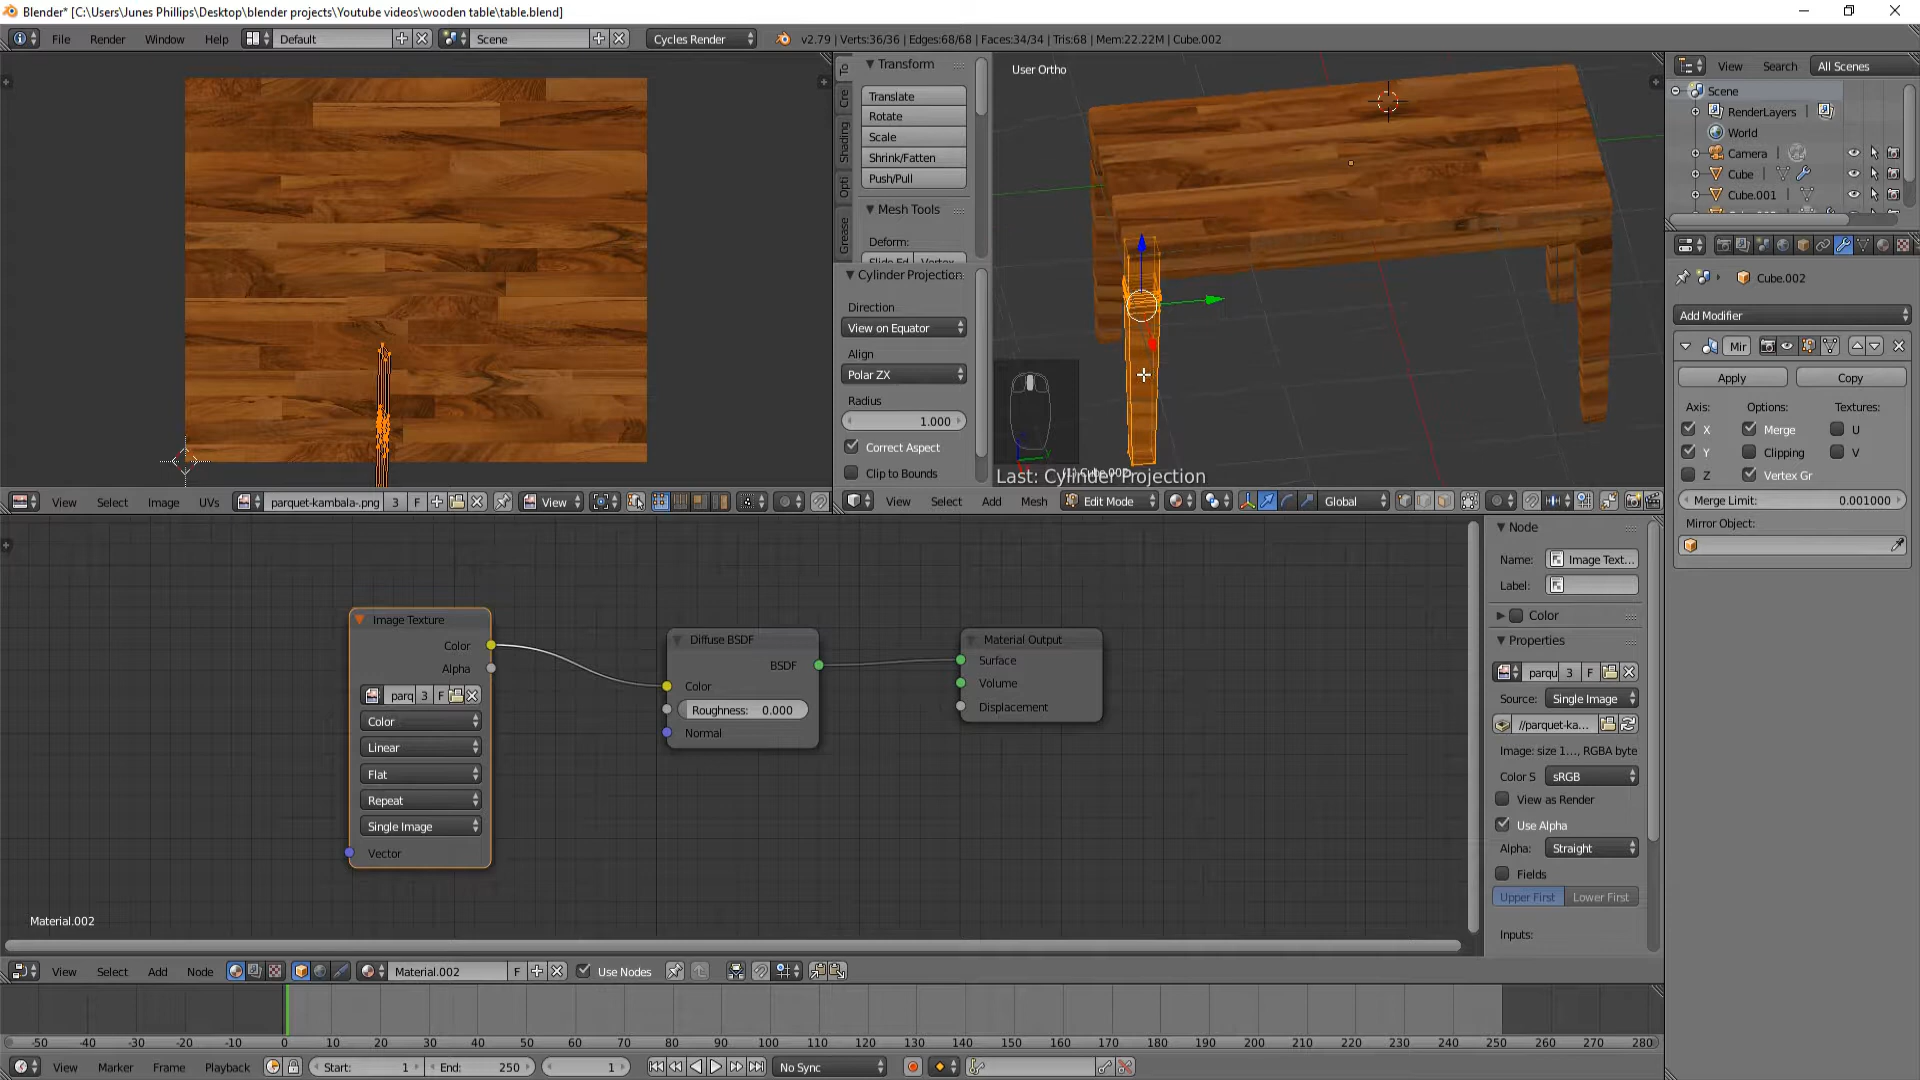 Blender* [C:\Users\Junes Phillips\Desktop\blender projects\Youtube videos\wooden table\table.blend]
File Render Window Help Default Scene Cycles Render v2.79 | Verts:36/36 | Edges:68/68 | Faces:34/34 | Tris:68 | Mem:22.22M | Cube.002
To
Cre
Shading
Opti
Grease
Transform
Translate
Rotate
Scale
Shrink/Fatten
Push/Pull
Mesh Tools
Deform:
Slide Ed Vertex
Cylinder Projection
Direction
View on Equator
Align
Polar ZX
Radius
1.000
Correct Aspect
Clip to Bounds
User Ortho
(1) Cube.002
Last: Cylinder Projection
View Search All Scenes
Scene
RenderLayers
World
Camera
Cube
Cube.001
Cube.002
Add Modifier
Mir
Apply Copy
Axis: Options: Textures:
X Merge U
Y Clipping V
Z Vertex Gr
Merge Limit: 0.001000
Mirror Object:
View Select Image UVs parquet-kambala-.png 3 F View
View Select Add Mesh Edit Mode Global
Image Texture
Color
Alpha
parq 3 F
Color
Linear
Flat
Repeat
Single Image
Vector
Diffuse BSDF
BSDF
Color
Roughness: 0.000
Normal
Material Output
Surface
Volume
Displacement
Material.002
Node
Name: Image Text...
Label:
Color
Properties
parqu 3 F
Source: Single Image
//parquet-ka...
Image: size 1..., RGBA byte
Color S sRGB
View as Render
Use Alpha
Alpha: Straight
Fields
Upper First Lower First
Inputs:
View Select Add Node Material.002 F Use Nodes
-50 -40 -30 -20 -10 0 10 20 30 40 50 60 70 80 90 100 110 120 130 140 150 160 170 180 190 200 210 220 230 240 250 260 270 280
View Marker Frame Playback Start: 1 End: 250 1 No Sync